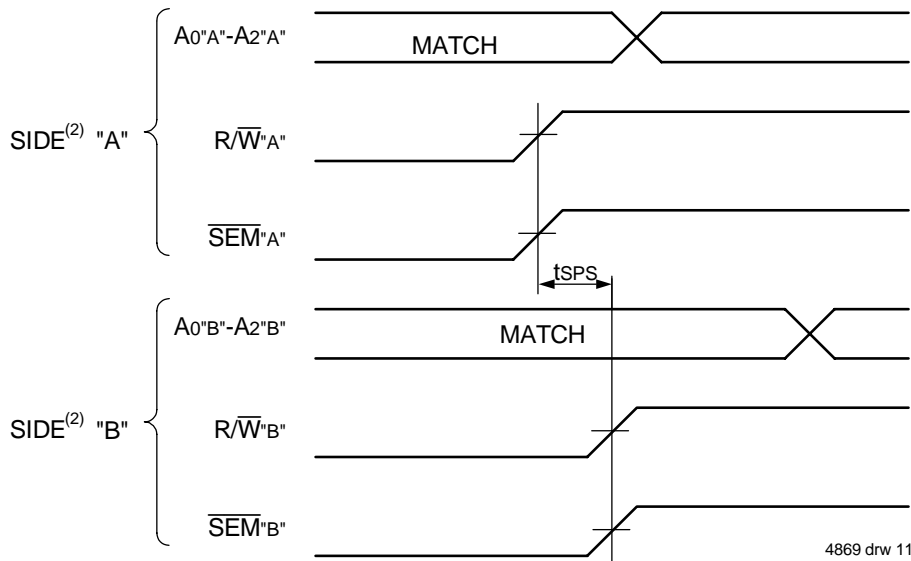 A0"A"-A2"A"
MATCH
SIDE(2) "A"
R/W"A"
SEM"A"
tSPS
A0"B"-A2"B"
MATCH
SIDE(2) "B"
R/W"B"
SEM"B"
4869 drw 11